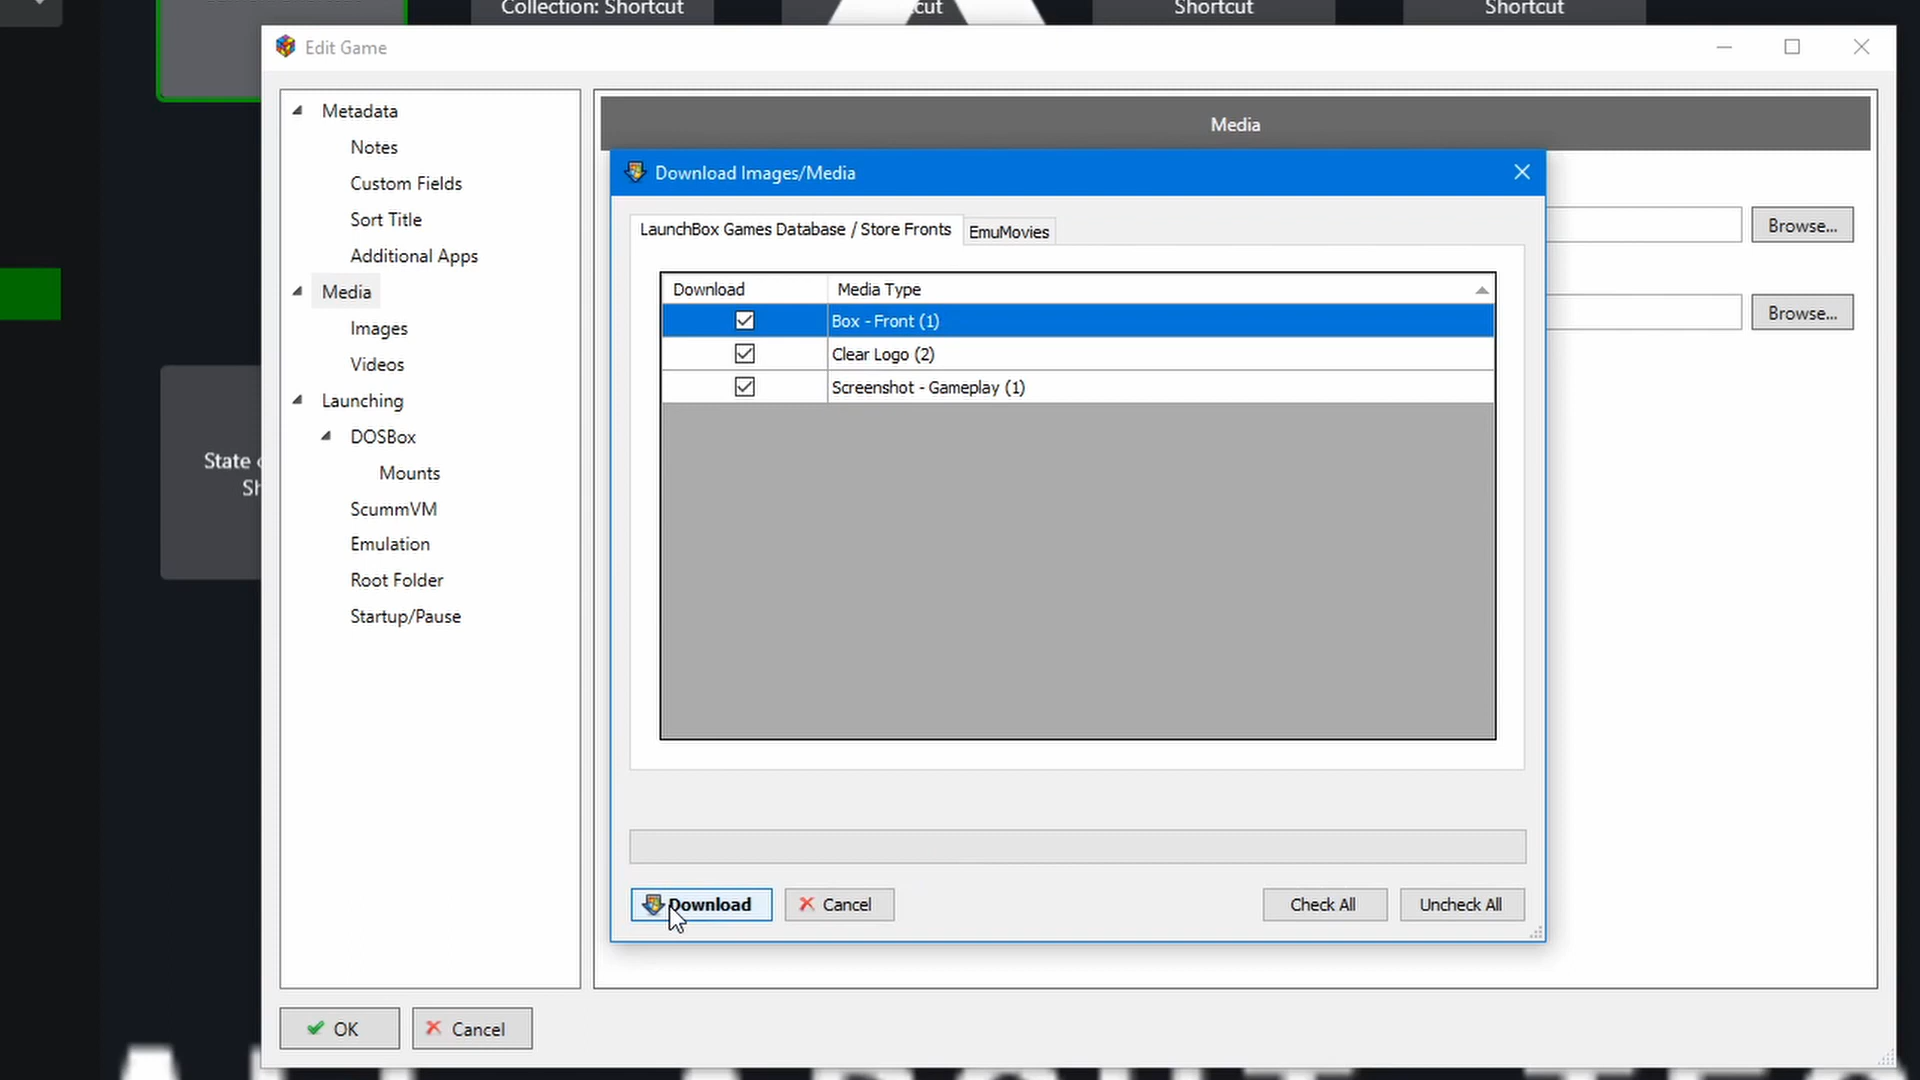 Collection: Shortcut
cut
Shortcut
Shortcut
Edit Game
Metadata
Notes
Custom Fields
Sort Title
Additional Apps
Media
Images
Videos
Launching
DOSBox
Mounts
ScummVM
Emulation
Root Folder
Startup/Pause
Media
Browse...
Browse...
Download Images/Media
LaunchBox Games Database / Store Fronts
EmuMovies
Download
Media Type
Box - Front (1)
Clear Logo (2)
Screenshot - Gameplay (1)
Download
Cancel
Check All
Uncheck All
State
Sh
OK
Cancel